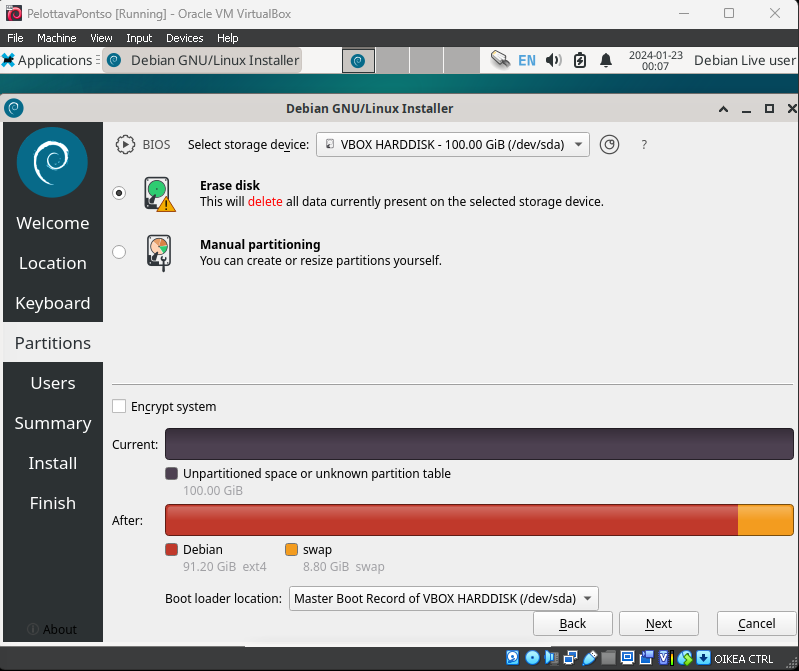 PelottavaPontso [Running] - Oracle VM VirtualBox
File Machine View Input Devices Help
Applications Debian GNU/Linux Installer EN 2024-01-23 00:07 Debian Live user
Debian GNU/Linux Installer
BIOS Select storage device: VBOX HARDDISK - 100.00 GiB (/dev/sda) ?
Erase disk
This will delete all data currently present on the selected storage device.
Manual partitioning
You can create or resize partitions yourself.
Welcome
Location
Keyboard
Partitions
Users
Summary
Install
Finish
About
Encrypt system
Current:
Unpartitioned space or unknown partition table
100.00 GiB
After:
Debian swap
91.20 GiB ext4 8.80 GiB swap
Boot loader location: Master Boot Record of VBOX HARDDISK (/dev/sda)
Back Next Cancel
OIKEA CTRL